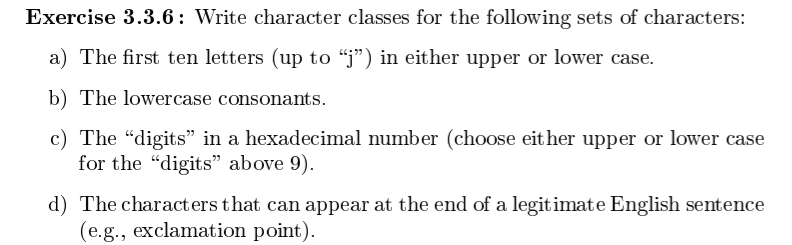 Exercise 3.3.6: Write character classes for the following sets of characters:
a) The first ten letters (up to “j”) in either upper or lower case.
b) The lowercase consonants.
c) The “digits” in a hexadecimal number (choose either upper or lower case
for the “digits” above 9).
d) The characters that can appear at the end of a legitimate English sentence
(e.g., exclamation point).